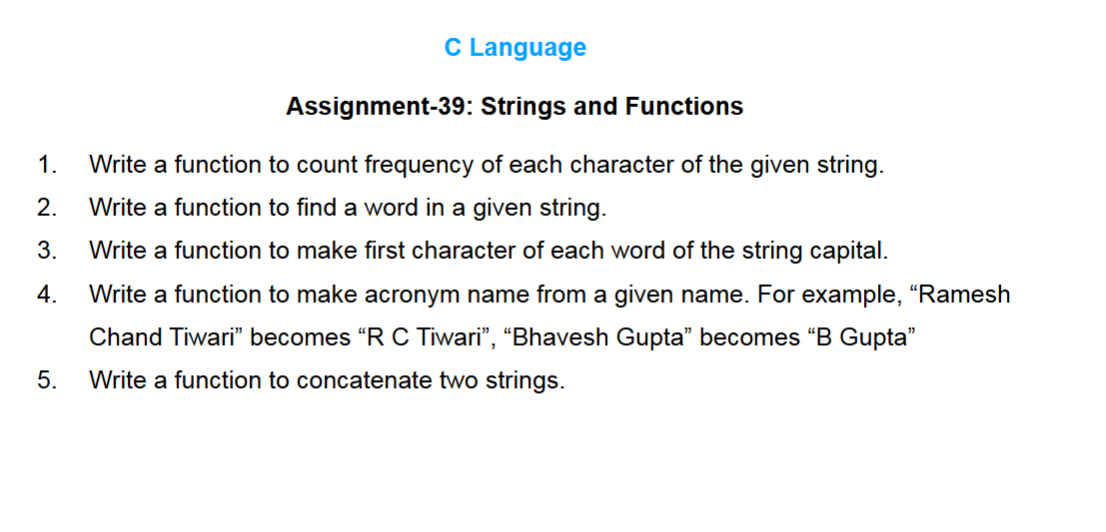 C Language
Assignment-39: Strings and Functions
1. Write a function to count frequency of each character of the given string.
2. Write a function to find a word in a given string.
3. Write a function to make first character of each word of the string capital.
4. Write a function to make acronym name from a given name. For example, “Ramesh
Chand Tiwari” becomes “R C Tiwari”, “Bhavesh Gupta” becomes “B Gupta”
5. Write a function to concatenate two strings.